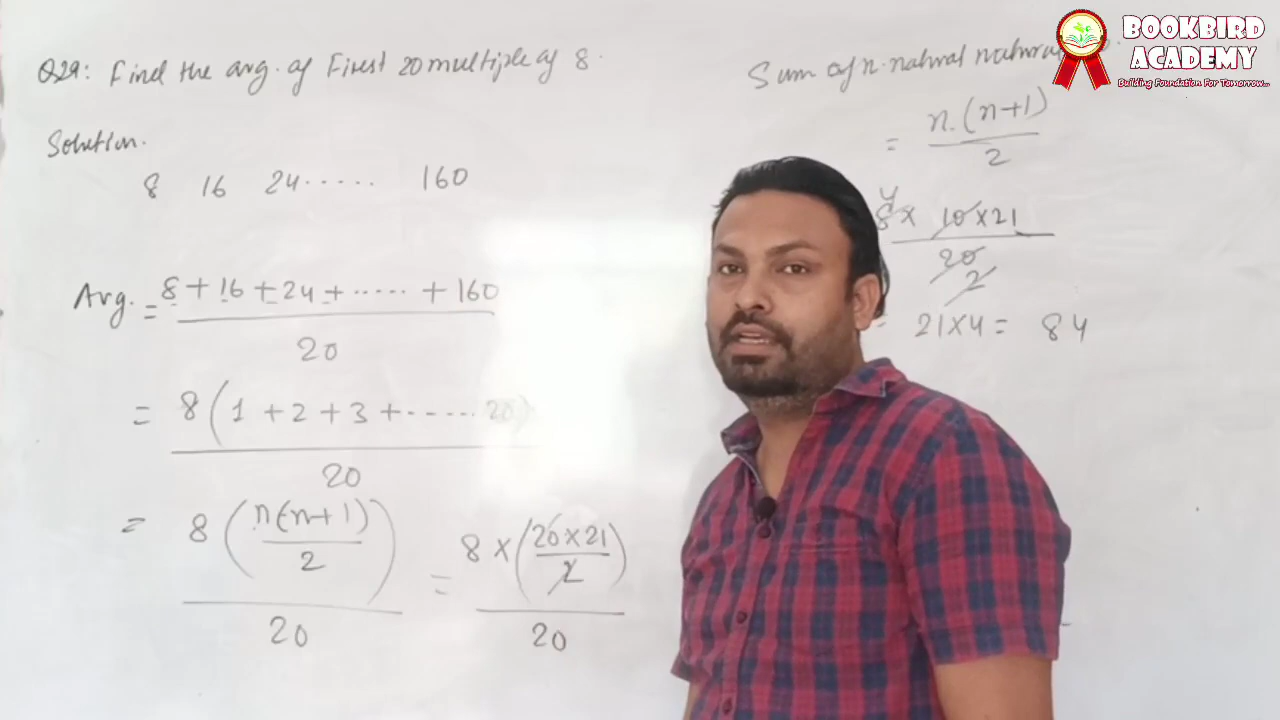 Q29: Find the avg. of First 20 multiple of 8.
Solution.
8 16 24...... 160
Avg. = 8 + 16 + 24 + ...... + 160
20
= 8 ( 1 + 2 + 3 + ...... 20)
20
= 8 ( n(n+1) / 2 )
20
= 8 × ( 20 × 21 / 2 )
20
Sum of n. natural
= n.(n+1)
2
8 × 10 × 21
4
20
2
21 × 4 = 84
BOOKBIRD
ACADEMY
Building Foundation For Tomorrow...